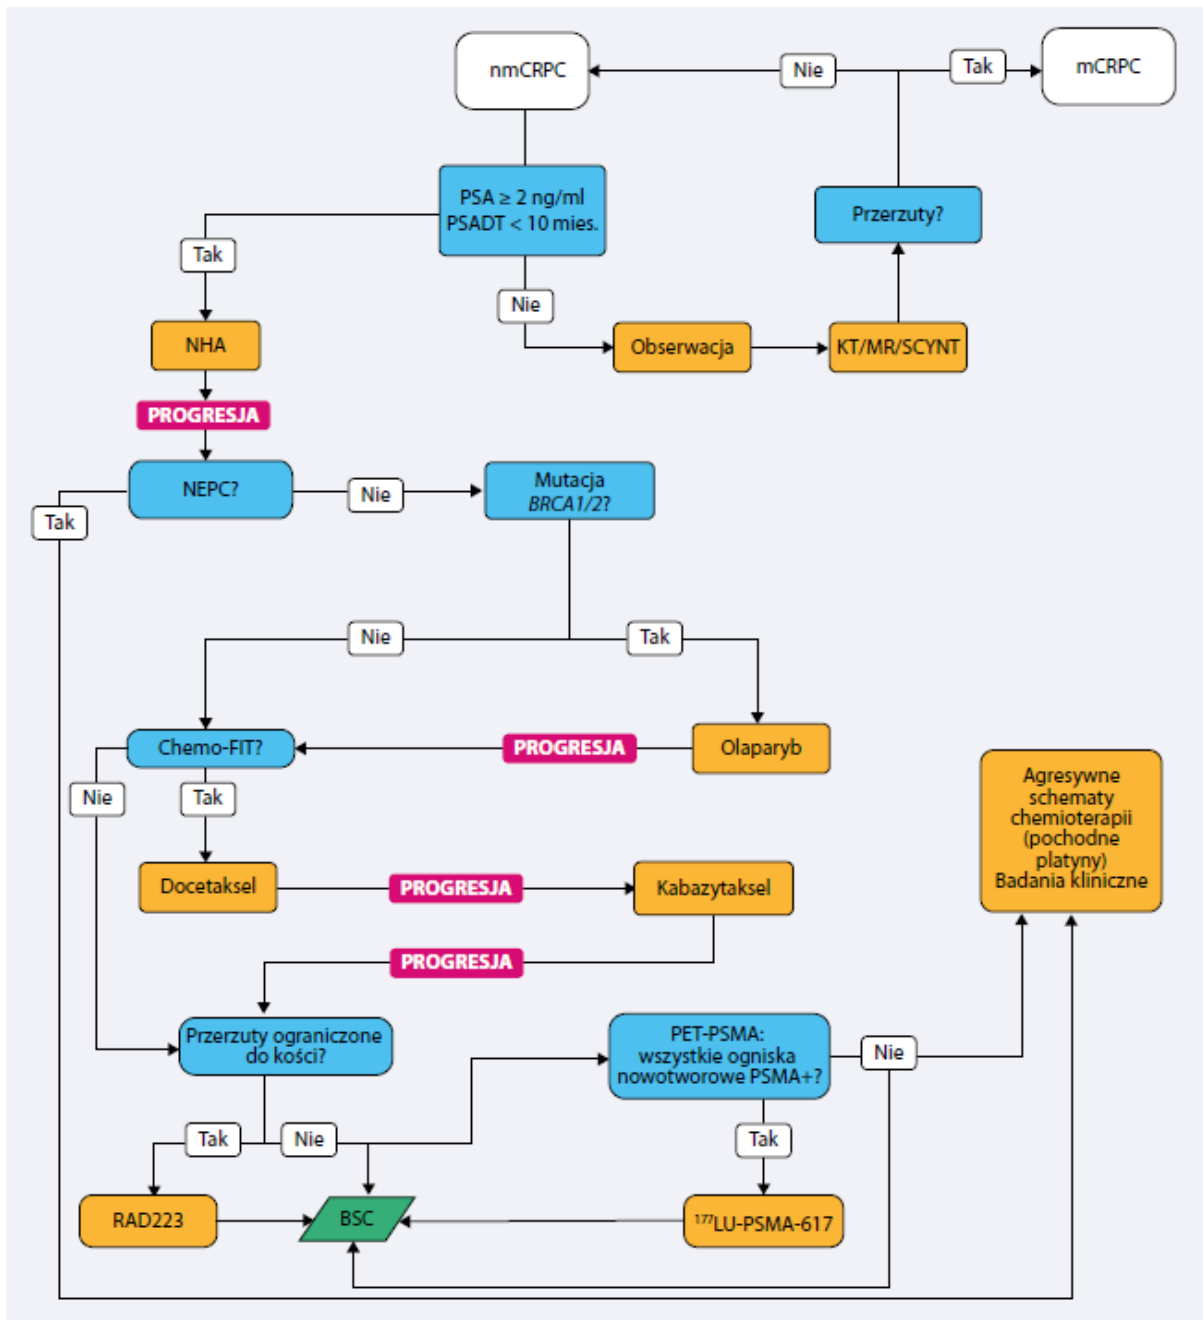 nmCRPC
Nie
Tak
mCRPC
PSA ≥ 2 ng/ml
PSADT < 10 mies.
Przerzuty?
Tak
Nie
NHA
Obserwacja
KT/MR/SCYNT
PROGRESJA
NEPC?
Nie
Mutacja
BRCA1/2?
Tak
Nie
Tak
Chemo-FIT?
PROGRESJA
Olaparyb
Nie
Tak
Agresywne
schematy
chemioterapii
(pochodne
platyny)
Badania kliniczne
Docetaksel
PROGRESJA
Kabazytaksel
PROGRESJA
Przerzuty ograniczone
do kości?
PET-PSMA:
wszystkie ogniska
nowotworowe PSMA+?
Nie
Tak
Nie
Tak
RAD223
BSC
¹⁷⁷LU-PSMA-617